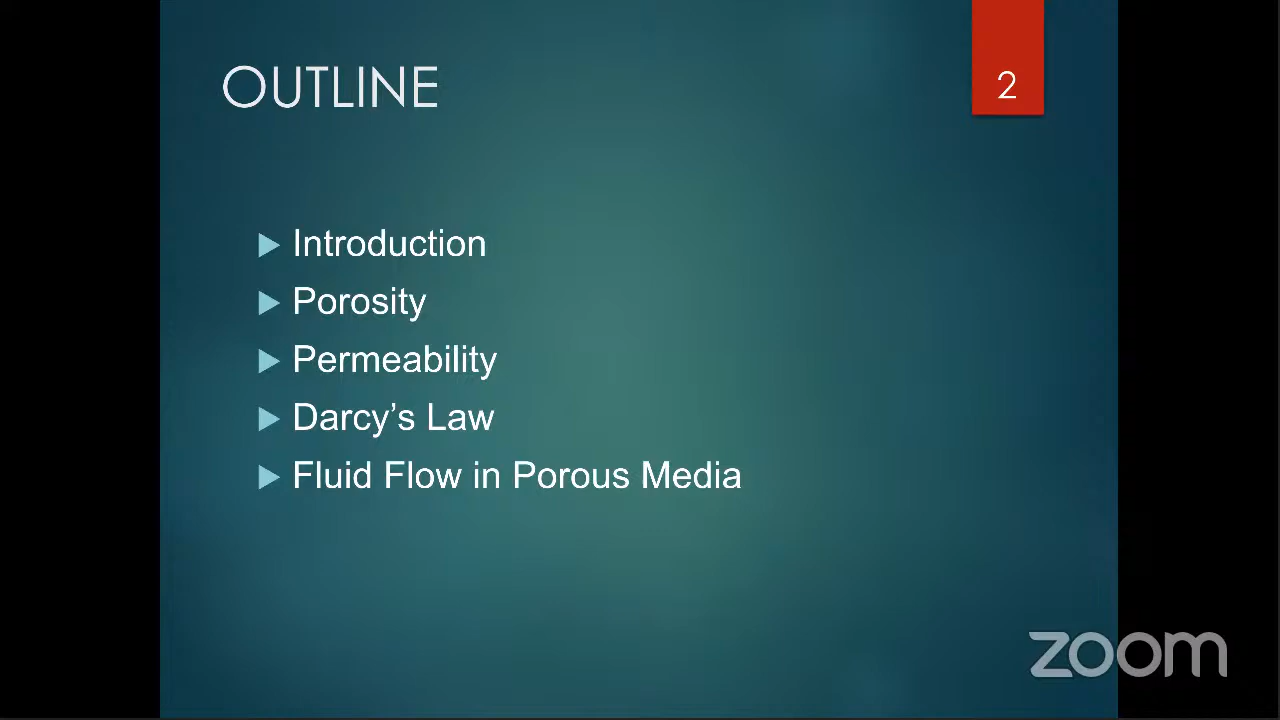 OUTLINE
2
Introduction
Porosity
Permeability
Darcy’s Law
Fluid Flow in Porous Media
zoom